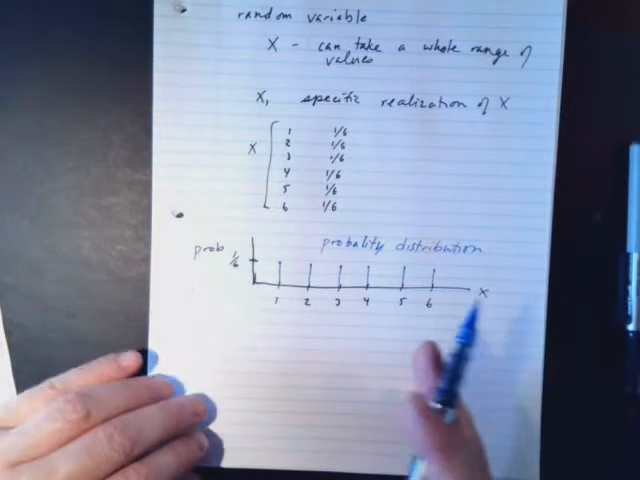 random variable
X - can take a whole range of
values
X, specific realization of X
X
1 1/6
2 1/6
3 1/6
4 1/6
5 1/6
6 1/6
probality distribution
prob
1/6
1 2 3 4 5 6
X